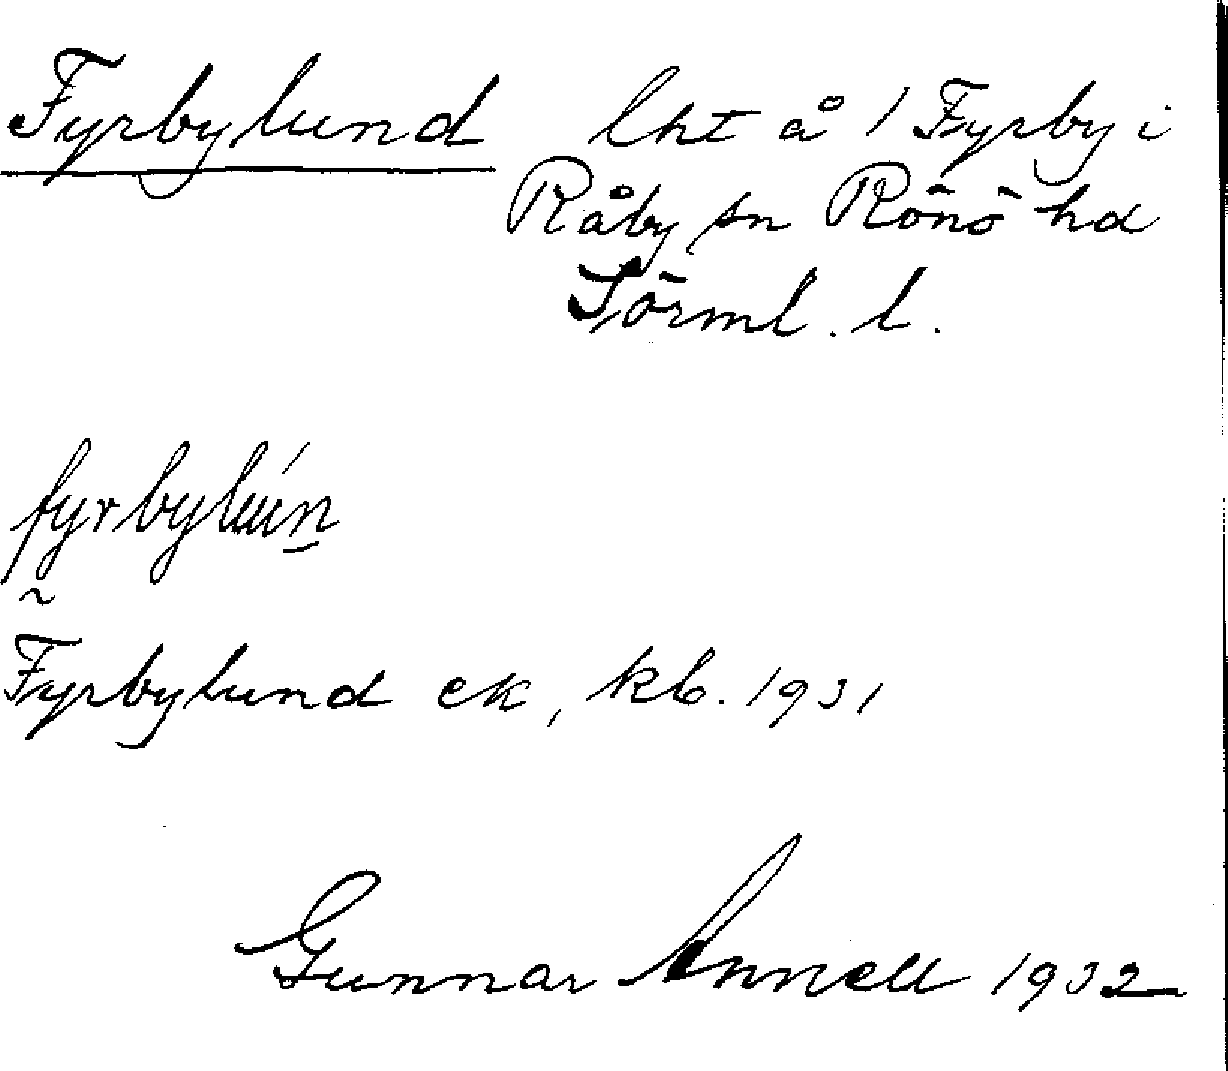 Fyrbylund lht å 1 Fyrby i
Råby sn Rönö hd
Sörml. l.
fyrbylún
~
Fyrbylund ek, kb. 1931
Gunnar Annell 1932